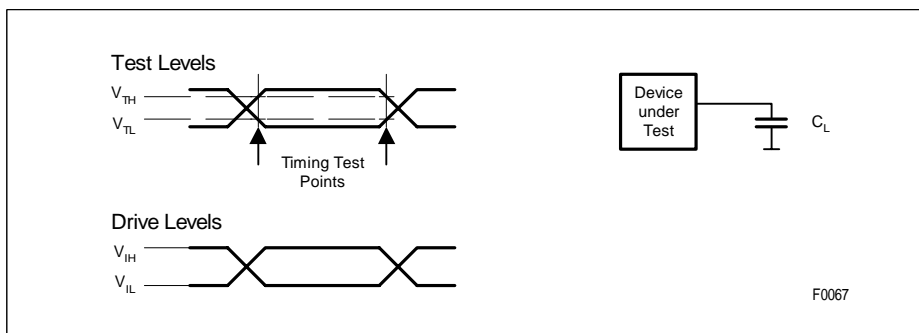 Test Levels
V_TH
V_TL
Timing Test
Points
Drive Levels
V_IH
V_IL
Device
under
Test
C_L
F0067